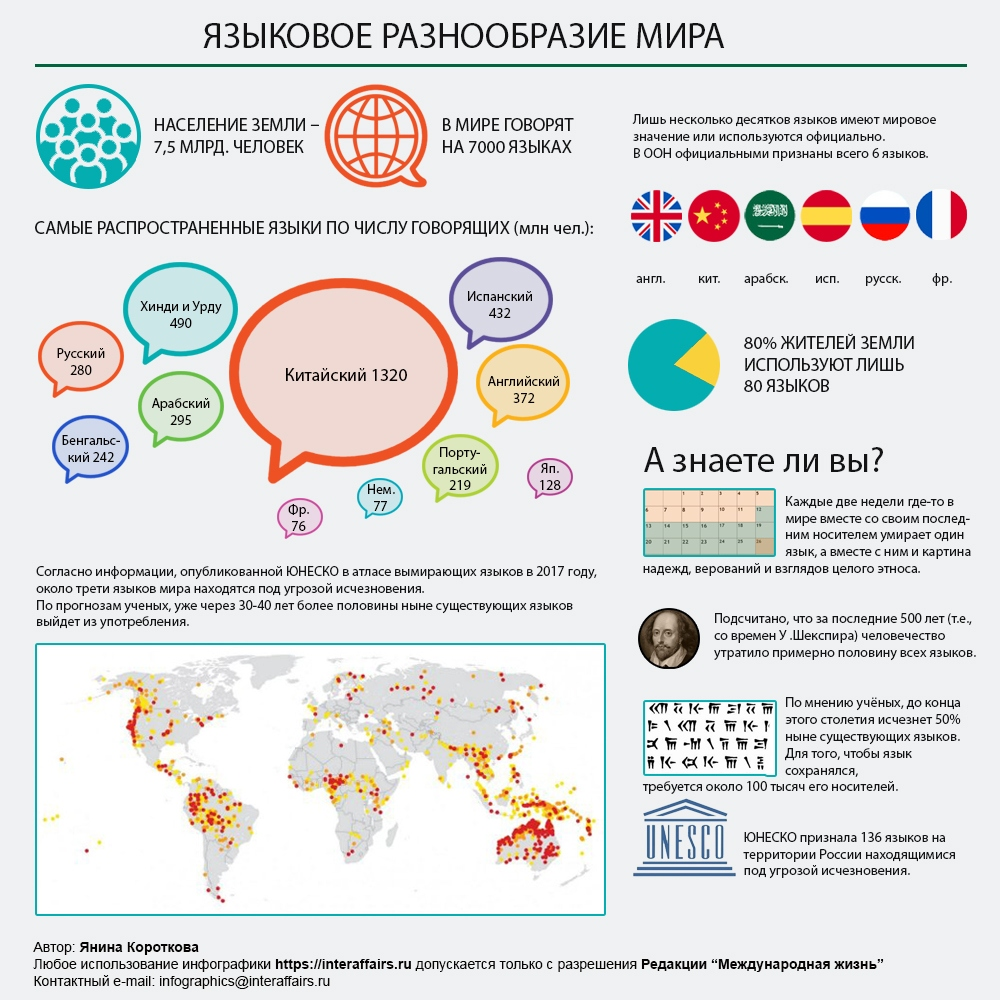 ЯЗЫКОВОЕ РАЗНООБРАЗИЕ МИРА
НАСЕЛЕНИЕ ЗЕМЛИ –
7,5 МЛРД. ЧЕЛОВЕК
В МИРЕ ГОВОРЯТ
НА 7000 ЯЗЫКАХ
Лишь несколько десятков языков имеют мировое
значение или используются официально.
В ООН официальными признаны всего 6 языков.
англ.
кит.
арабск.
исп.
русск.
фр.
САМЫЕ РАСПРОСТРАНЕННЫЕ ЯЗЫКИ ПО ЧИСЛУ ГОВОРЯЩИХ (млн чел.):
Хинди и Урду
490
Испанский
432
Русский
280
Китайский 1320
Английский
372
Арабский
295
Бенгальс-
кий 242
Порту-
гальский
219
Яп.
128
Нем.
77
Фр.
76
80% ЖИТЕЛЕЙ ЗЕМЛИ
ИСПОЛЬЗУЮТ ЛИШЬ
80 ЯЗЫКОВ
А знаете ли вы?
Каждые две недели где-то в
мире вместе со своим послед-
ним носителем умирает один
язык, а вместе с ним и картина
надежд, верований и взглядов целого этноса.
Подсчитано, что за последние 500 лет (т.е.,
со времен У .Шекспира) человечество
утратило примерно половину всех языков.
По мнению учёных, до конца
этого столетия исчезнет 50%
ныне существующих языков.
Для того, чтобы язык
сохранялся,
требуется около 100 тысяч его носителей.
UNESCO
ЮНЕСКО признала 136 языков на
территории России находящимися
под угрозой исчезновения.
Согласно информации, опубликованной ЮНЕСКО в атласе вымирающих языков в 2017 году,
около трети языков мира находятся под угрозой исчезновения.
По прогнозам ученых, уже через 30-40 лет более половины ныне существующих языков
выйдет из употребления.
Автор: Янина Короткова
Любое использование инфографики https://interaffairs.ru допускается только с разрешения Редакции “Международная жизнь”
Контактный e-mail: infographics@interaffairs.ru